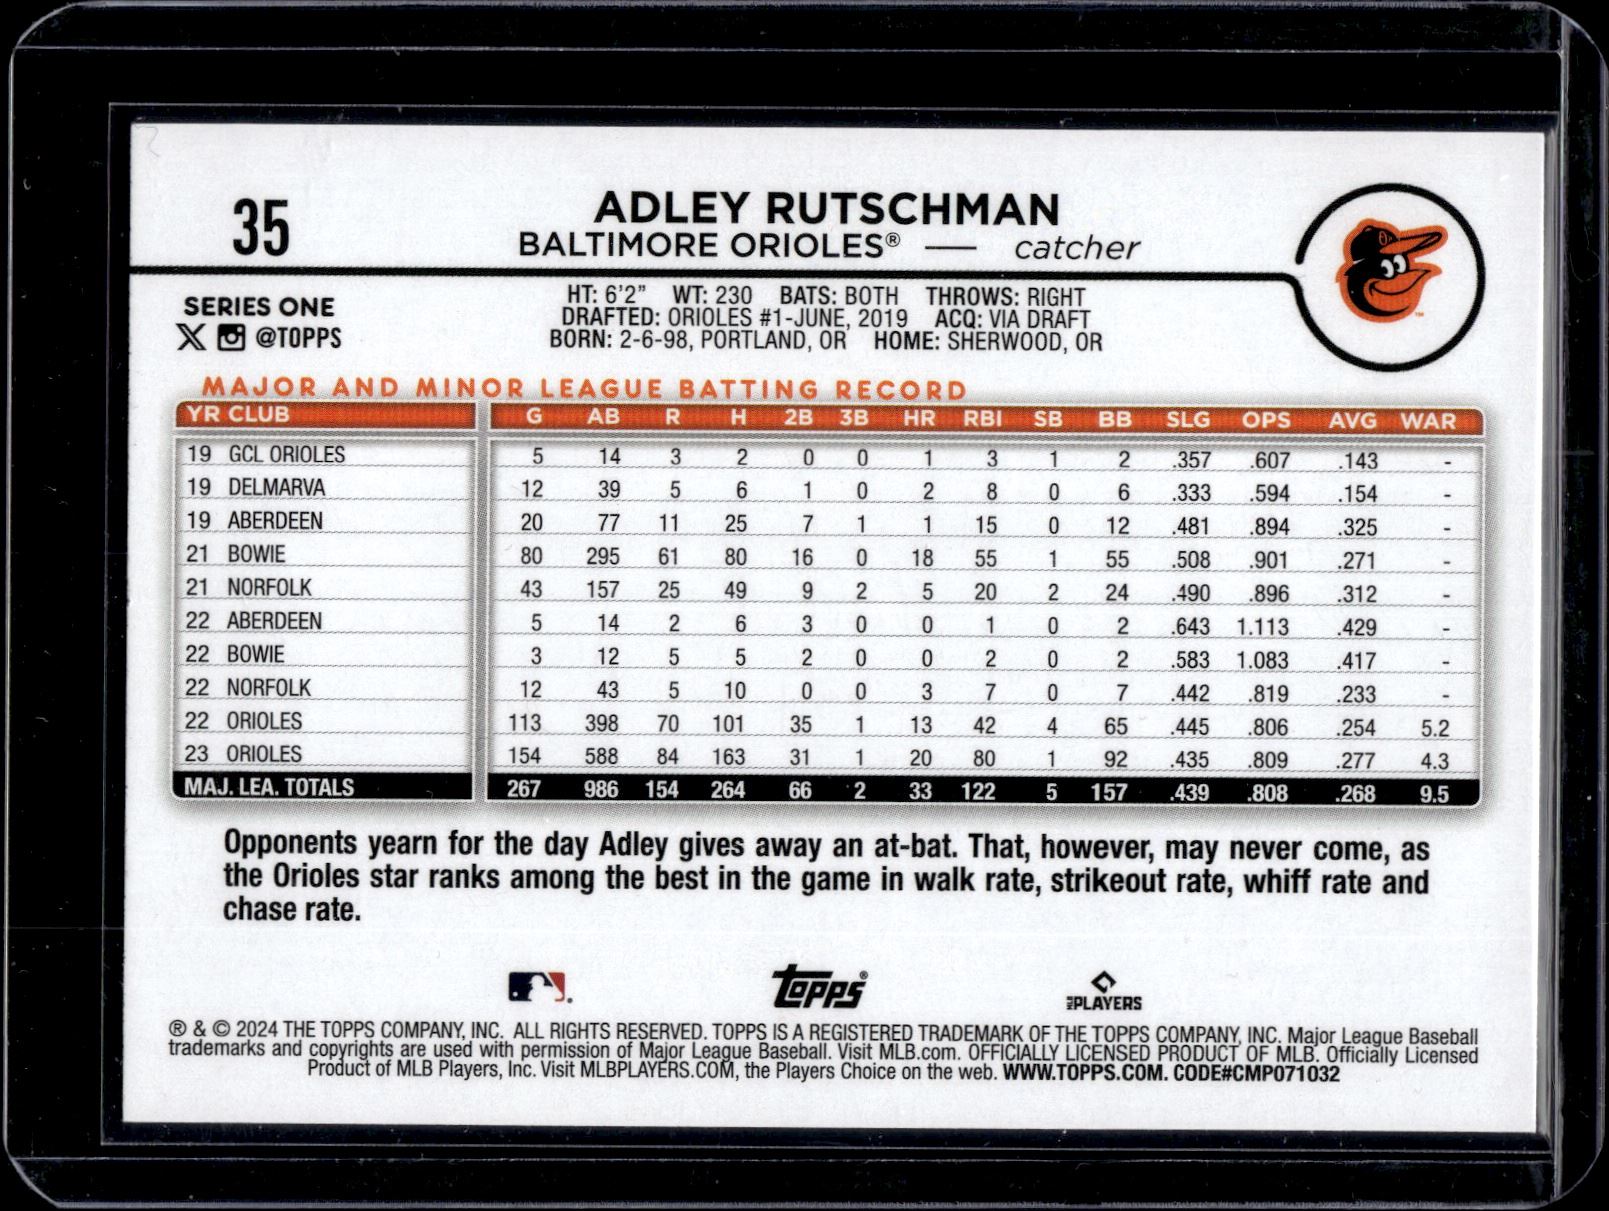 35
ADLEY RUTSCHMAN
BALTIMORE ORIOLES® — catcher
SERIES ONE
@TOPPS
HT: 6'2" WT: 230 BATS: BOTH THROWS: RIGHT
DRAFTED: ORIOLES #1-JUNE, 2019 ACQ: VIA DRAFT
BORN: 2-6-98, PORTLAND, OR HOME: SHERWOOD, OR
MAJOR AND MINOR LEAGUE BATTING RECORD
YR CLUB G AB R H 2B 3B HR RBI SB BB SLG OPS AVG WAR
19 GCL ORIOLES 5 14 3 2 0 0 1 3 1 2 .357 .607 .143 -
19 DELMARVA 12 39 5 6 1 0 2 8 0 6 .333 .594 .154 -
19 ABERDEEN 20 77 11 25 7 1 1 15 0 12 .481 .894 .325 -
21 BOWIE 80 295 61 80 16 0 18 55 1 55 .508 .901 .271 -
21 NORFOLK 43 157 25 49 9 2 5 20 2 24 .490 .896 .312 -
22 ABERDEEN 5 14 2 6 3 0 0 1 0 2 .643 1.113 .429 -
22 BOWIE 3 12 5 5 2 0 0 2 0 2 .583 1.083 .417 -
22 NORFOLK 12 43 5 10 0 0 3 7 0 7 .442 .819 .233 -
22 ORIOLES 113 398 70 101 35 1 13 42 4 65 .445 .806 .254 5.2
23 ORIOLES 154 588 84 163 31 1 20 80 1 92 .435 .809 .277 4.3
MAJ. LEA. TOTALS 267 986 154 264 66 2 33 122 5 157 .439 .808 .268 9.5
Opponents yearn for the day Adley gives away an at-bat. That, however, may never come, as
the Orioles star ranks among the best in the game in walk rate, strikeout rate, whiff rate and
chase rate.
Topps®
MLB PLAYERS
® & © 2024 THE TOPPS COMPANY, INC. ALL RIGHTS RESERVED. TOPPS IS A REGISTERED TRADEMARK OF THE TOPPS COMPANY, INC. Major League Baseball
trademarks and copyrights are used with permission of Major League Baseball. Visit MLB.com. OFFICIALLY LICENSED PRODUCT OF MLB. Officially Licensed
Product of MLB Players, Inc. Visit MLBPLAYERS.COM, the Players Choice on the web. WWW.TOPPS.COM. CODE#CMP071032